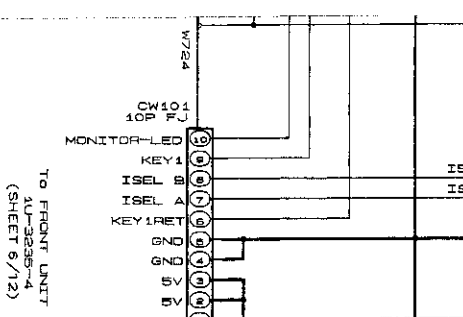 W724
CW101
10P FJ
MONITOR-LED 10
KEY1 9
ISEL B 8
ISEL A 7
KEY1RET 6
GND 5
GND 4
5V 3
5V 2
TO FRONT UNIT
1U-3235-4
(SHEET 6/12)